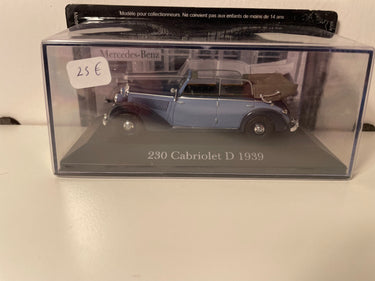 Modèle pour collectionneurs. Ne convient pas aux enfants de moins de 14 ans
Mercedes-Benz
25 €
230 Cabriolet D 1939